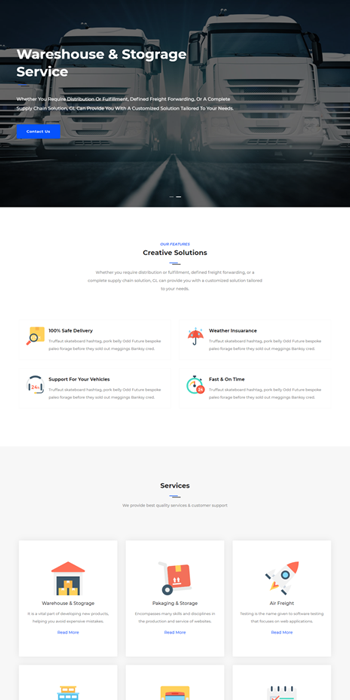 Wareshouse & Stograge
Service
Whether You Require Distribution Or Fulfillment, Defined Freight Forwarding, Or A Complete
Supply Chain Solution, GL Can Provide You With A Customized Solution Tailored To Your Needs.
Contact Us
OUR FEATURES
Creative Solutions
Whether you require distribution or fulfillment, defined freight forwarding, or a
complete supply chain solution, GL can provide you with a customized solution tailored
to your needs.
100% Safe Delivery
Truffaut skateboard hashtag, pork belly Odd Future bespoke
paleo forage before they sold out meggings Banksy cred.
Weather Insuarance
Truffaut skateboard hashtag, pork belly Odd Future bespoke
paleo forage before they sold out meggings Banksy cred.
Support For Your Vehicles
Truffaut skateboard hashtag, pork belly Odd Future bespoke
paleo forage before they sold out meggings Banksy cred.
Fast & On Time
Truffaut skateboard hashtag, pork belly Odd Future bespoke
paleo forage before they sold out meggings Banksy cred.
Services
We provide best quality services & customer support
Warehouse & Stograge
It is a vital part of developing new products,
helping you avoid expensive mistakes.
Read More
Pakaging & Storage
Encompasses many skills and disciplines in
the production and service of websites.
Read More
Air Freight
Testing is the name given to software testing
that focuses on web applications.
Read More